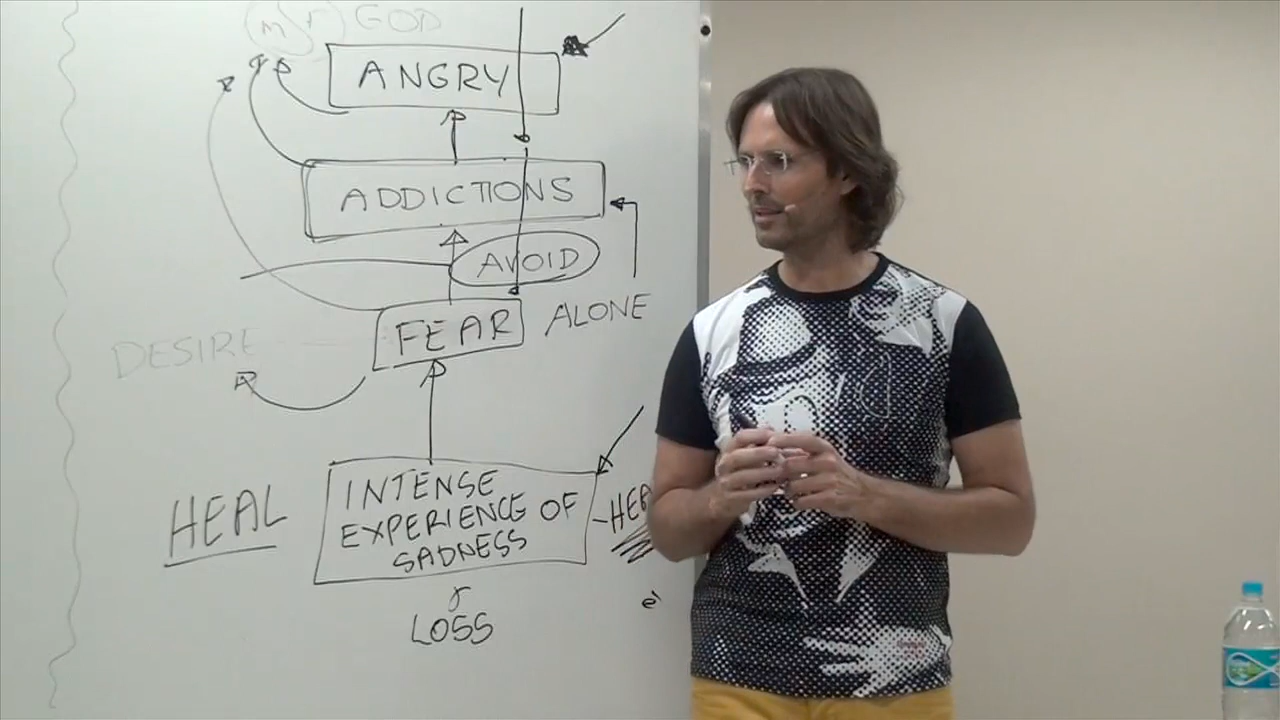 GOD
ANGRY
ADDICTIONS
AVOID
FEAR
ALONE
DESIRE
INTENSE
EXPERIENCE OF
SADNESS
HEAL
LOSS